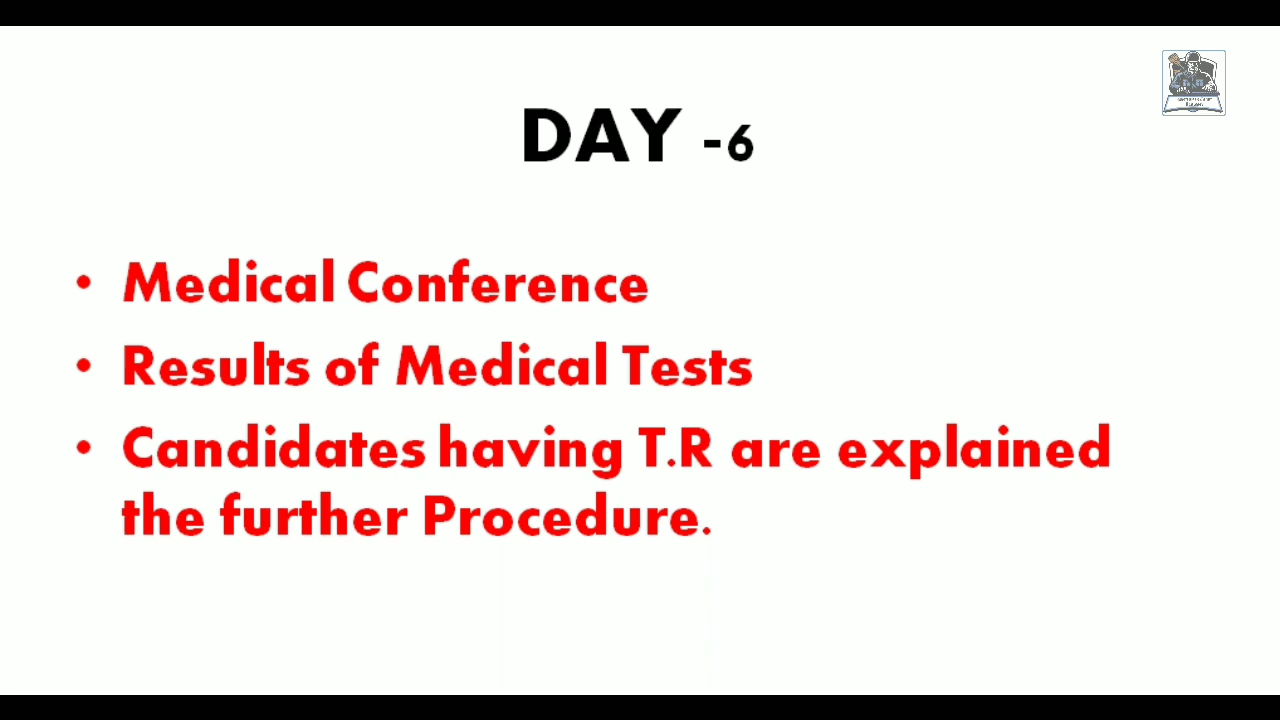 DAY -6
• Medical Conference
• Results of Medical Tests
• Candidates having T.R are explained
the further Procedure.